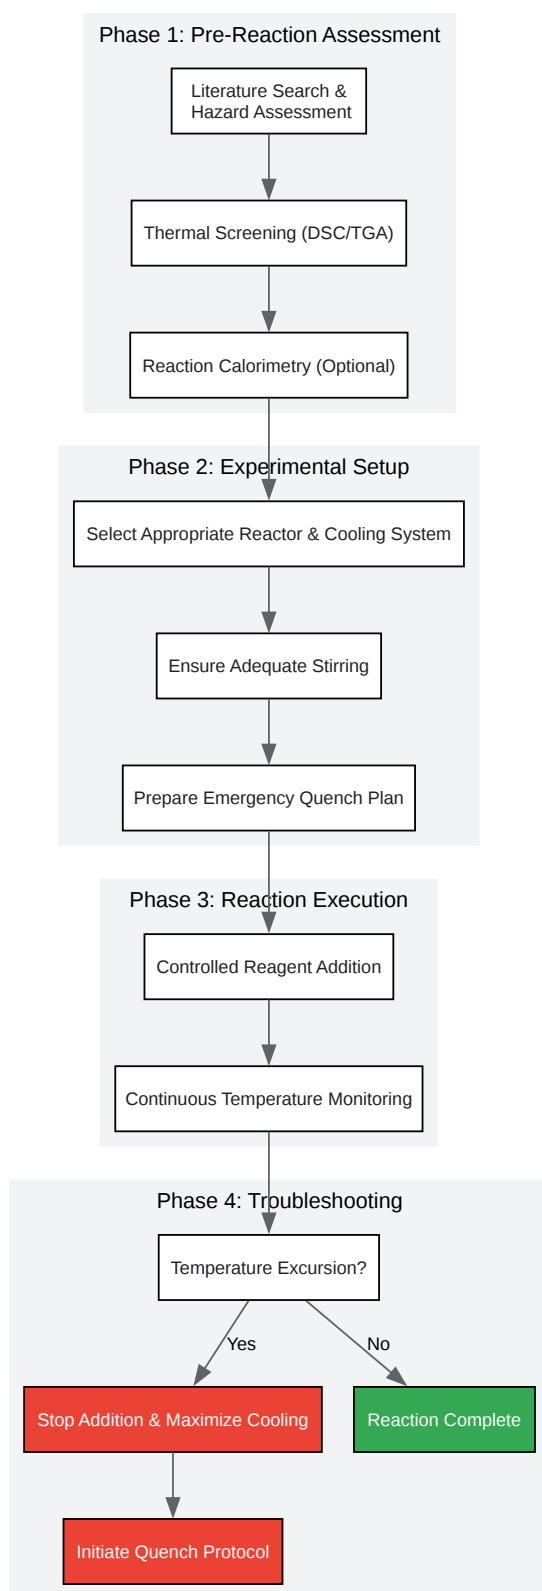 Phase 1: Pre-Reaction Assessment
Literature Search &
Hazard Assessment
Thermal Screening (DSC/TGA)
Reaction Calorimetry (Optional)
Phase 2: Experimental Setup
Select Appropriate Reactor & Cooling System
Ensure Adequate Stirring
Prepare Emergency Quench Plan
Phase 3: Reaction Execution
Controlled Reagent Addition
Continuous Temperature Monitoring
Phase 4: Troubleshooting
Temperature Excursion?
Yes
No
Stop Addition & Maximize Cooling
Reaction Complete
Initiate Quench Protocol